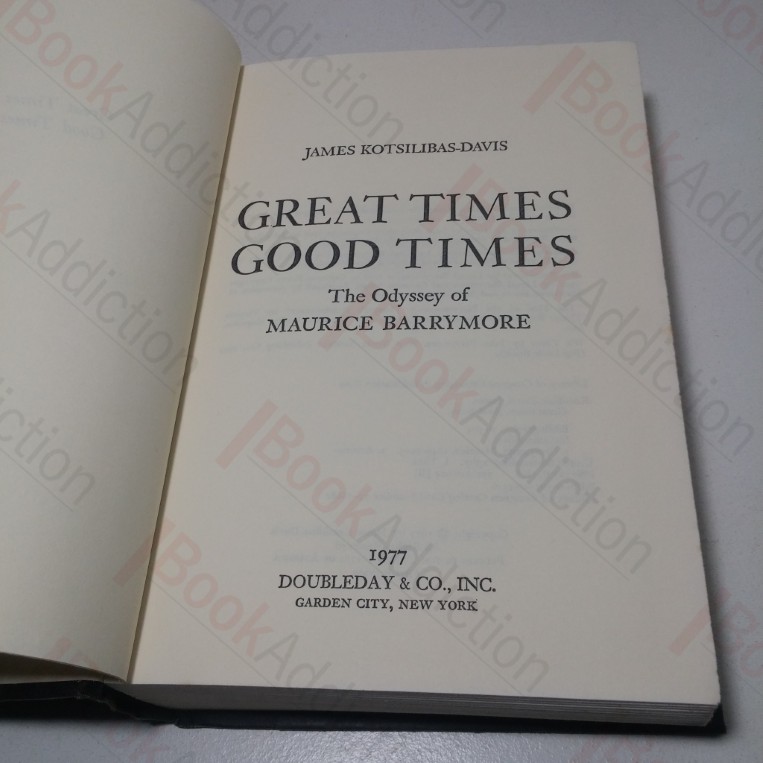 JAMES KOTSILIBAS-DAVIS
GREAT TIMES
GOOD TIMES
The Odyssey of
MAURICE BARRYMORE
1977
DOUBLEDAY & CO., INC.
GARDEN CITY, NEW YORK
BookAddiction